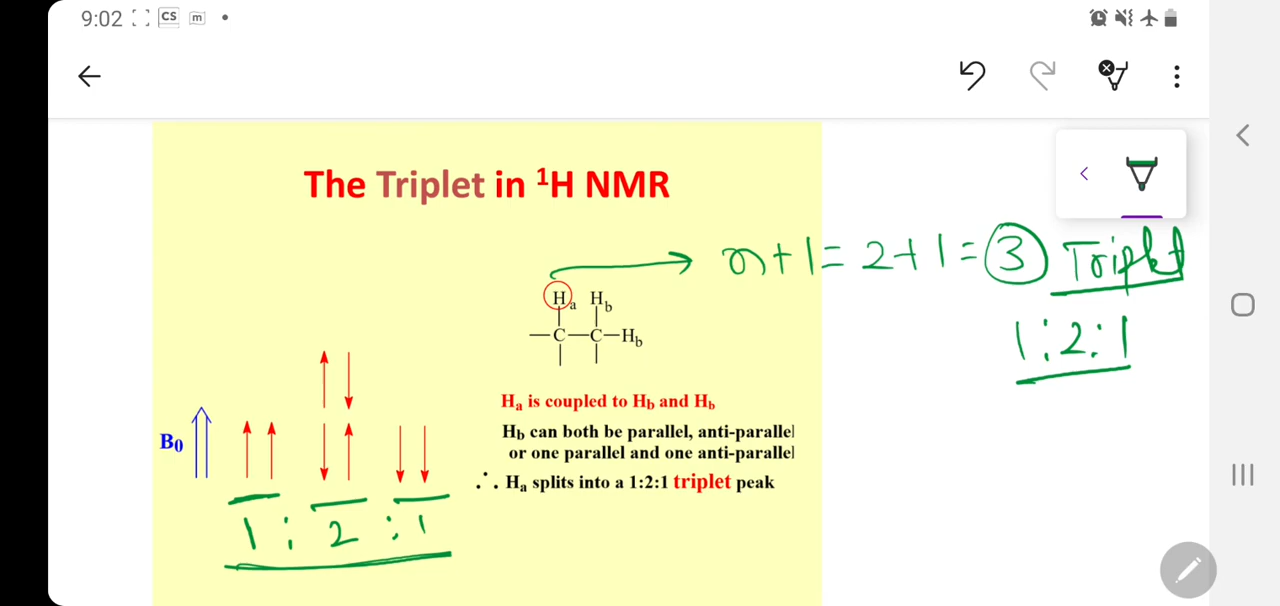 9:02 CS m
The Triplet in ¹H NMR
n+1 = 2+1 = 3 Triplet
1:2:1
Hₐ H_b
C C H_b
B₀
Hₐ is coupled to H_b and H_b
H_b can both be parallel, anti-parallel
or one parallel and one anti-parallel
∴ Hₐ splits into a 1:2:1 triplet peak
1 : 2 : 1